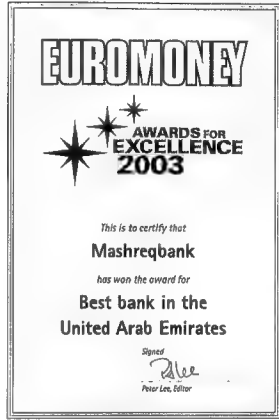 EUROMONEY
AWARDS FOR
EXCELLENCE
2003
This is to certify that
Mashreqbank
has won the award for
Best bank in the
United Arab Emirates
Signed
Peter Lee, Editor